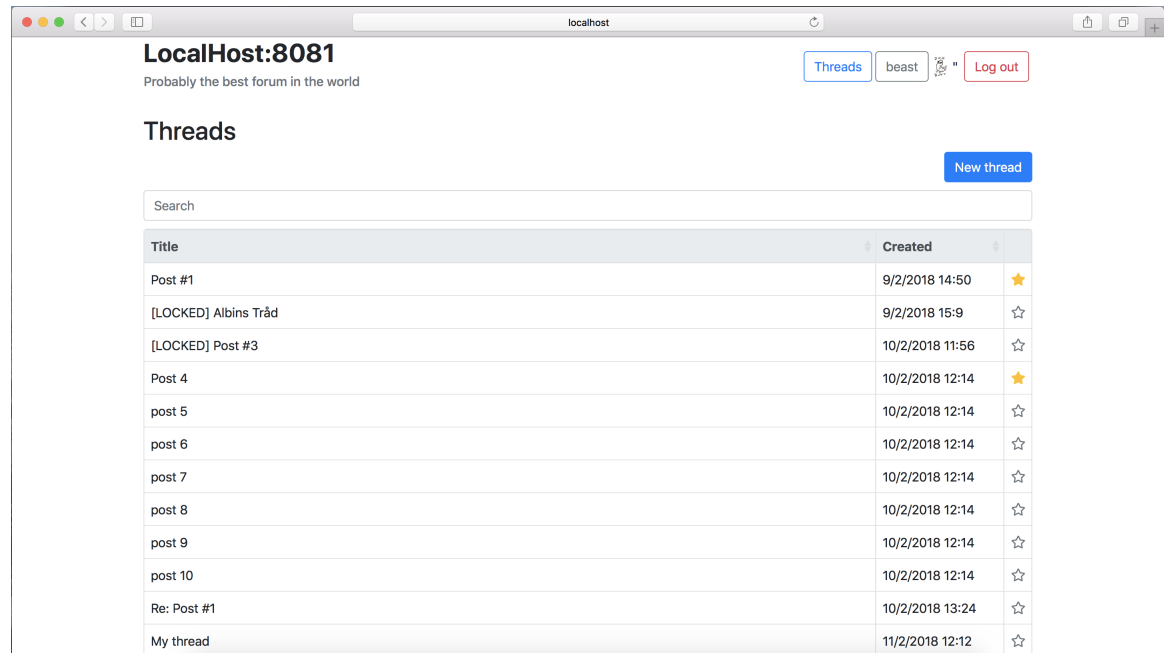 localhost
LocalHost:8081
Probably the best forum in the world
Threads beast " Log out
Threads
New thread
Search
Title Created
Post #1 9/2/2018 14:50
[LOCKED] Albins Tråd 9/2/2018 15:9
[LOCKED] Post #3 10/2/2018 11:56
Post 4 10/2/2018 12:14
post 5 10/2/2018 12:14
post 6 10/2/2018 12:14
post 7 10/2/2018 12:14
post 8 10/2/2018 12:14
post 9 10/2/2018 12:14
post 10 10/2/2018 12:14
Re: Post #1 10/2/2018 13:24
My thread 11/2/2018 12:12